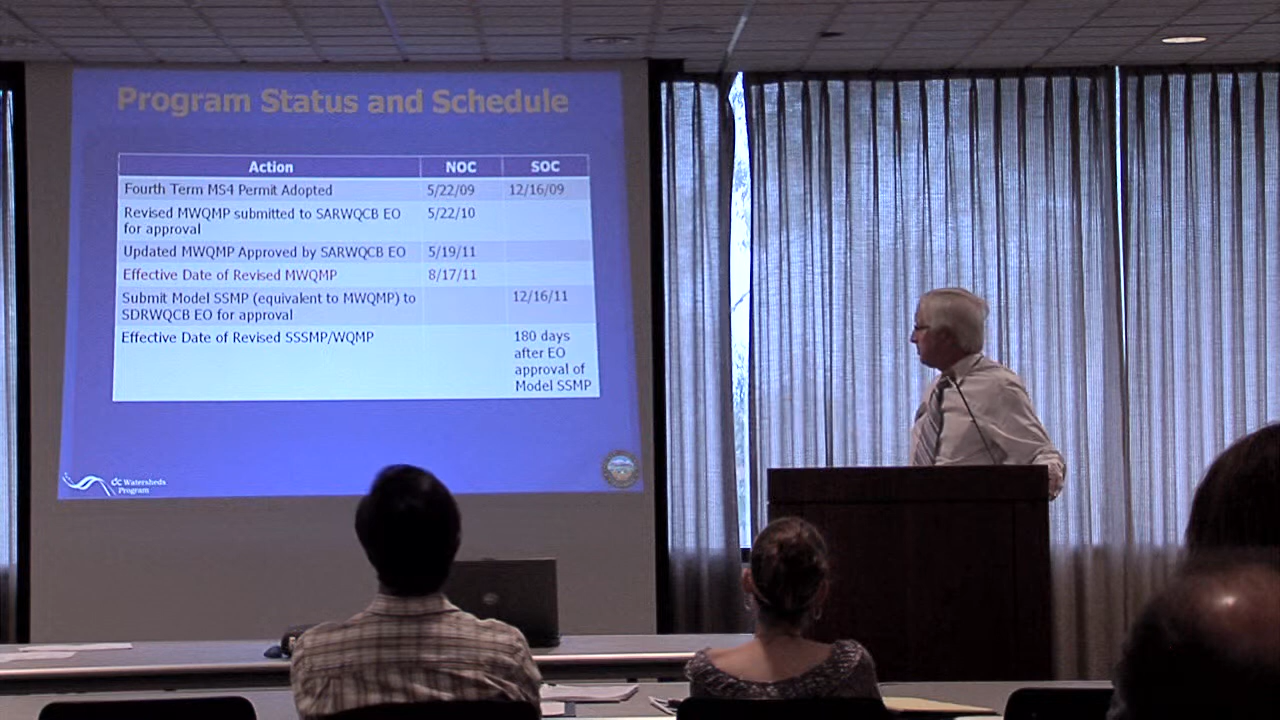 Program Status and Schedule
Action NOC SOC
Fourth Term MS4 Permit Adopted 5/22/09 12/16/09
Revised MWQMP submitted to SARWQCB EO 5/22/10
for approval
Updated MWQMP Approved by SARWQCB EO 5/19/11
Effective Date of Revised MWQMP 8/17/11
Submit Model SSMP (equivalent to MWQMP) to 12/16/11
SDRWQCB EO for approval
Effective Date of Revised SSSMP/WQMP 180 days
after EO
approval of
Model SSMP
OC Watersheds
Program